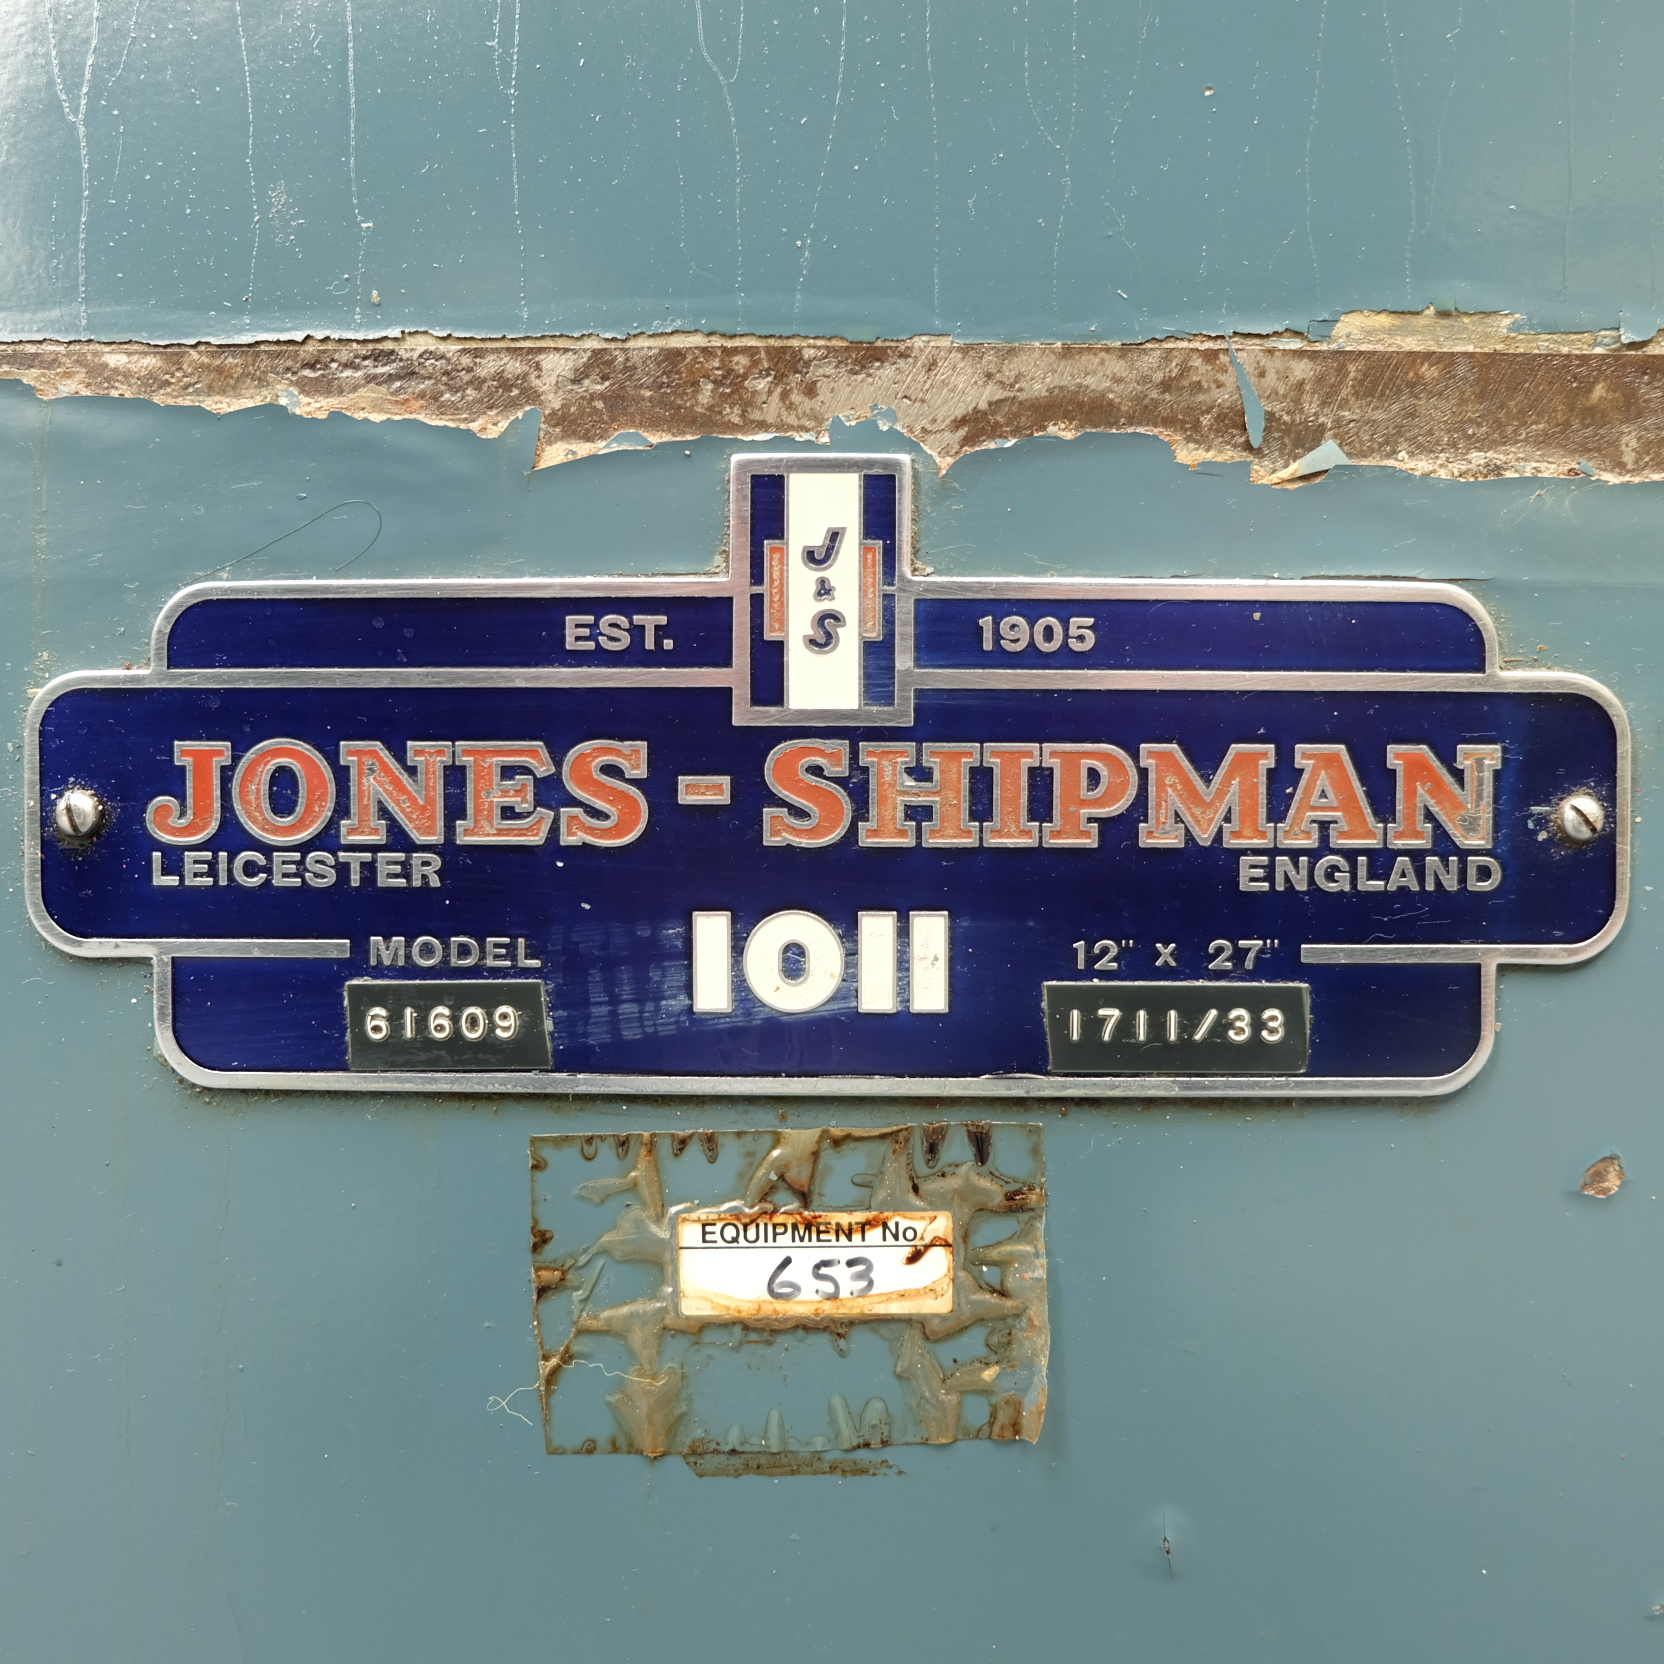 J
&
S
EST. 1905
JONES - SHIPMAN
LEICESTER ENGLAND
MODEL 1011 12" x 27"
61609 1711/33
EQUIPMENT No.
653